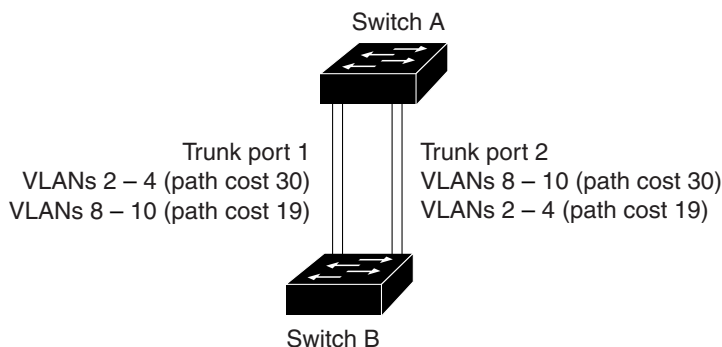 Switch A
Trunk port 1
VLANs 2 – 4 (path cost 30)
VLANs 8 – 10 (path cost 19)
Trunk port 2
VLANs 8 – 10 (path cost 30)
VLANs 2 – 4 (path cost 19)
Switch B